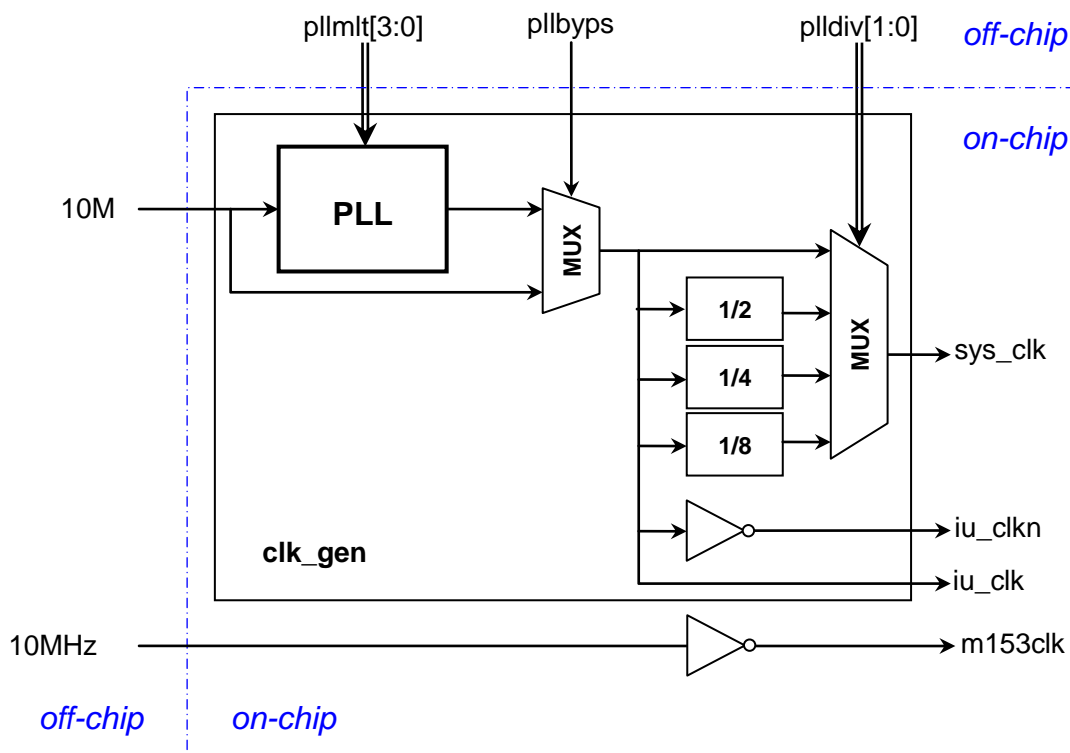 pllmlt[3:0]
pllbyps
plldiv[1:0]
off-chip
on-chip
10M
PLL
MUX
1/2
1/4
1/8
MUX
sys_clk
iu_clkn
clk_gen
iu_clk
10MHz
m153clk
off-chip
on-chip